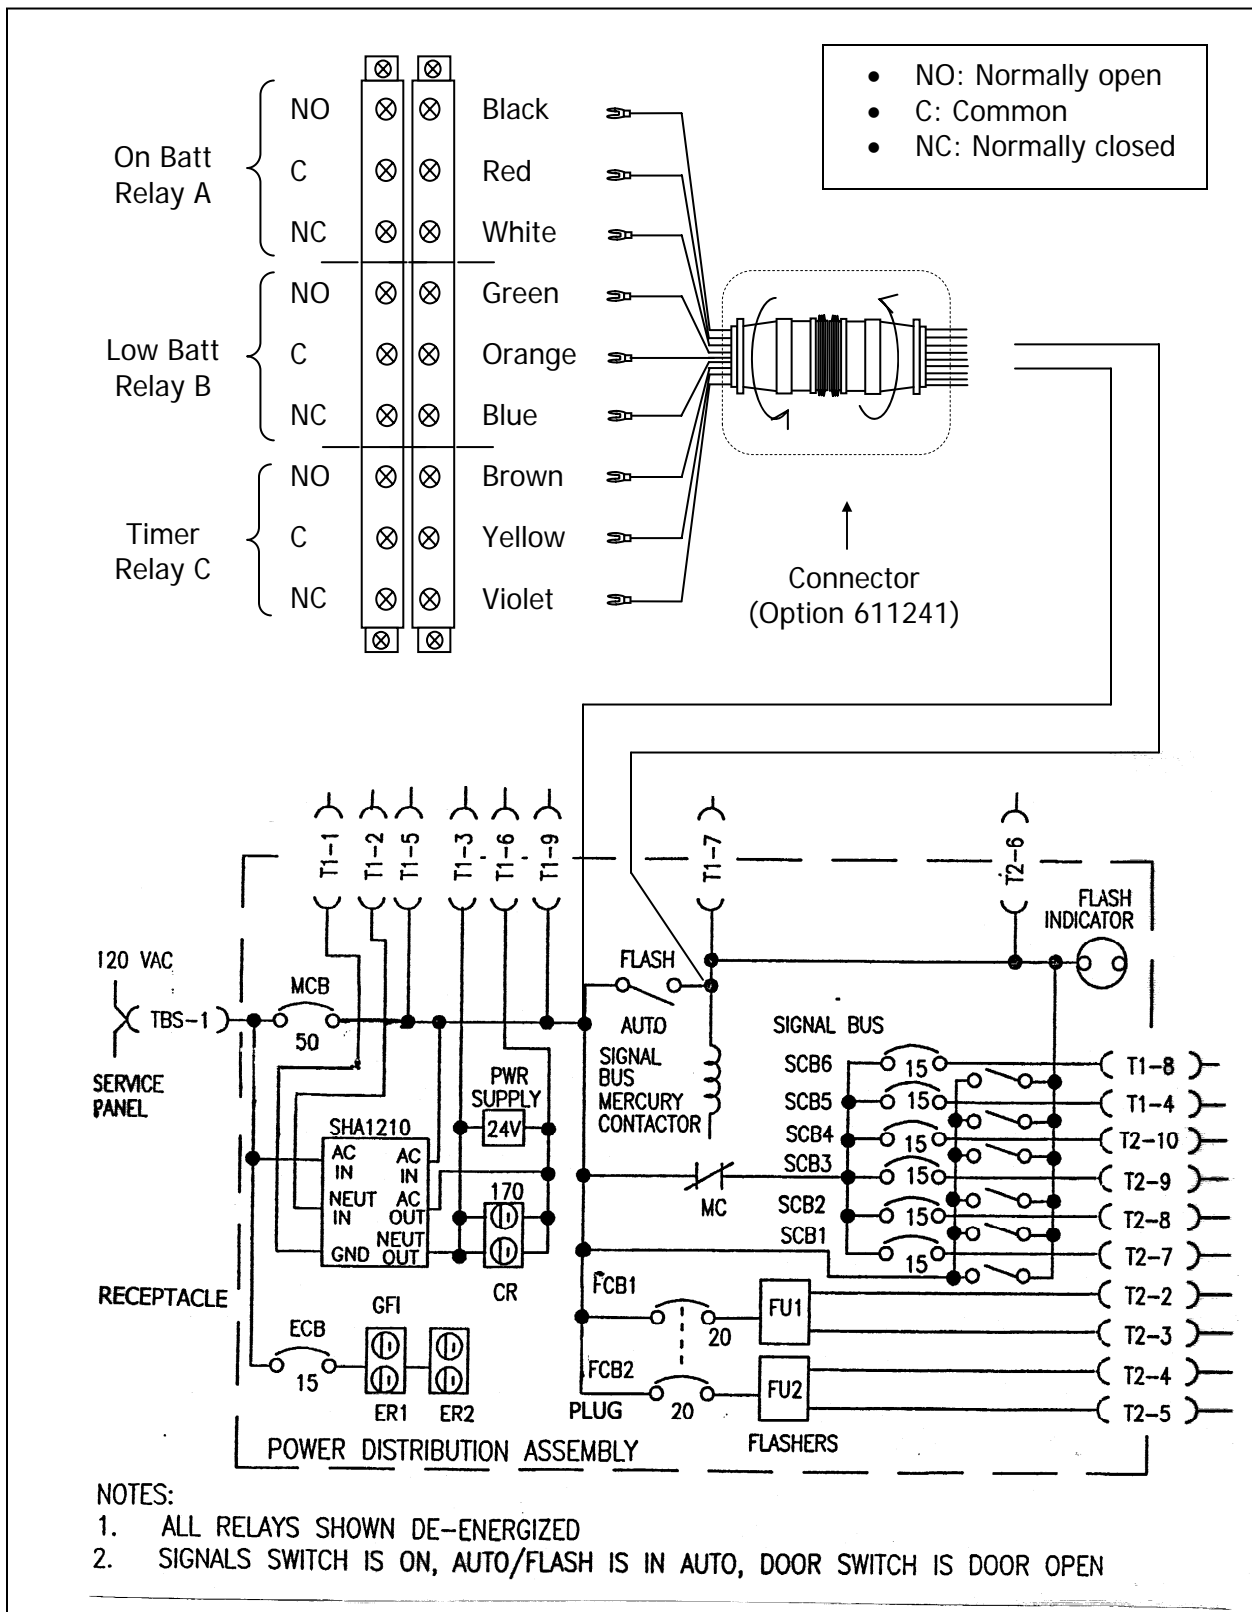 NO Black
On Batt
Relay A
C Red
NC White
NO Green
Low Batt
Relay B
C Orange
NC Blue
NO Brown
Timer
Relay C
C Yellow
NC Violet
• NO: Normally open
• C: Common
• NC: Normally closed
Connector
(Option 611241)
T1-1
T1-2
T1-5
T1-3
T1-6
T1-9
T1-7
T2-6
FLASH
INDICATOR
120 VAC
TBS-1
SERVICE
PANEL
MCB
50
FLASH
AUTO
SIGNAL
BUS
MERCURY
CONTACTOR
SIGNAL BUS
SCB6 15 T1-8
SCB5 15 T1-4
SCB4 15 T2-10
SCB3 15 T2-9
SCB2 15 T2-8
SCB1 15 T2-7
PWR
SUPPLY
24V
SHA1210
AC
IN
AC
IN
NEUT
IN
AC
OUT
GND
NEUT
OUT
170
CR
MC
RECEPTACLE
ECB
15
GFI
ER1
ER2
FCB1
20
FU1
T2-2
T2-3
FCB2
PLUG
20
FU2
T2-4
T2-5
FLASHERS
POWER DISTRIBUTION ASSEMBLY
NOTES:
1. ALL RELAYS SHOWN DE-ENERGIZED
2. SIGNALS SWITCH IS ON, AUTO/FLASH IS IN AUTO, DOOR SWITCH IS DOOR OPEN